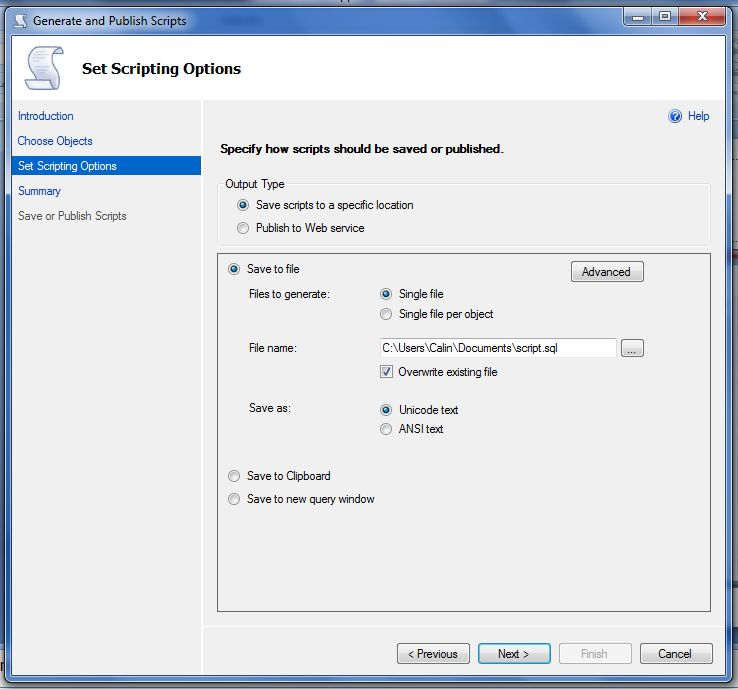 Generate and Publish Scripts
Set Scripting Options
Introduction
Choose Objects
Set Scripting Options
Summary
Save or Publish Scripts
Help
Specify how scripts should be saved or published.
Output Type
Save scripts to a specific location
Publish to Web service
Save to file
Advanced
Files to generate:
Single file
Single file per object
File name:
C:\Users\Calin\Documents\script.sql
...
Overwrite existing file
Save as:
Unicode text
ANSI text
Save to Clipboard
Save to new query window
< Previous
Next >
Finish
Cancel